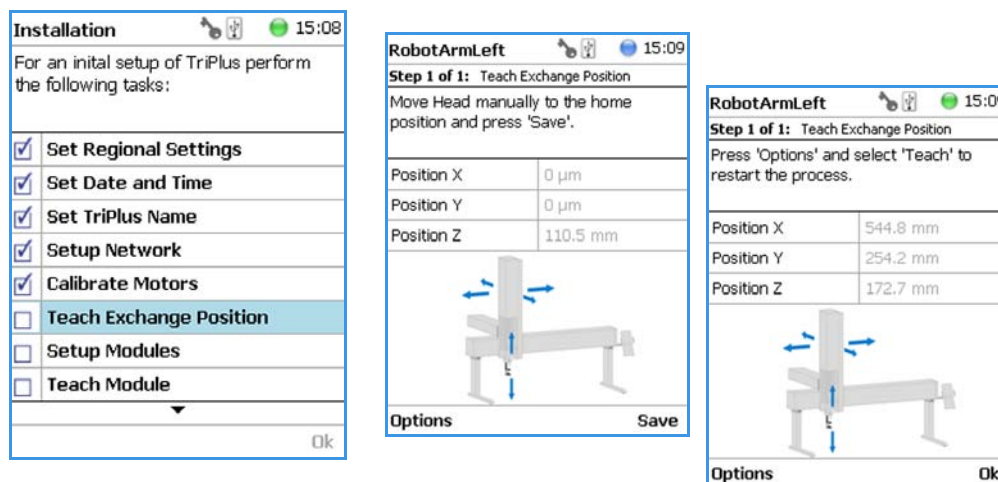 Installation 15:08
For an inital setup of TriPlus perform
the following tasks:
Set Regional Settings
Set Date and Time
Set TriPlus Name
Setup Network
Calibrate Motors
Teach Exchange Position
Setup Modules
Teach Module
Ok
RobotArmLeft 15:09
Step 1 of 1: Teach Exchange Position
Move Head manually to the home
position and press 'Save'.
Position X 0 µm
Position Y 0 µm
Position Z 110.5 mm
Options Save
RobotArmLeft 15:09
Step 1 of 1: Teach Exchange Position
Press 'Options' and select 'Teach' to
restart the process.
Position X 544.8 mm
Position Y 254.2 mm
Position Z 172.7 mm
Options Ok